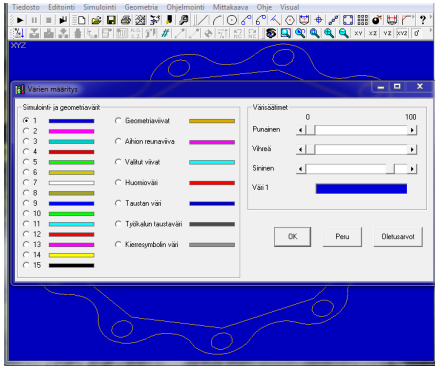 Tiedosto Editointi Simulointi Geometria Ohjelmointi Mittakaava Ohje Visual
XY XZ YZ XYZ
XYZ
Värien määritys
Simulointi- ja geometriavärit
1
2
3
4
5
6
7
8
9
10
11
12
13
14
15
Geometriaviivat
Aihion reunaviiva
Valitut viivat
Huomioväri
Taustan väri
Työkalun taustaväri
Kierresymbolin väri
Värisäätimet
0 100
Punainen
Vihreä
Sininen
Väri 1
OK Peru Oletusarvot